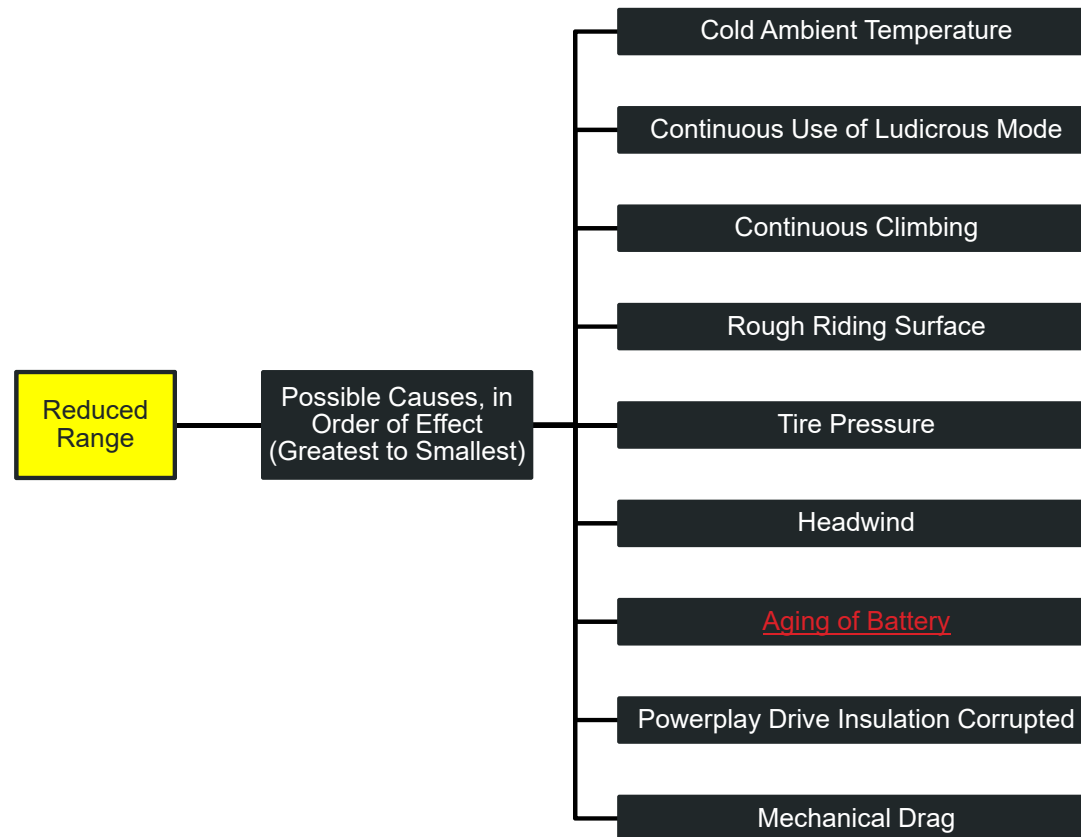 Cold Ambient Temperature
Continuous Use of Ludicrous Mode
Continuous Climbing
Rough Riding Surface
Reduced
Range
Possible Causes, in
Order of Effect
(Greatest to Smallest)
Tire Pressure
Headwind
Aging of Battery
Powerplay Drive Insulation Corrupted
Mechanical Drag